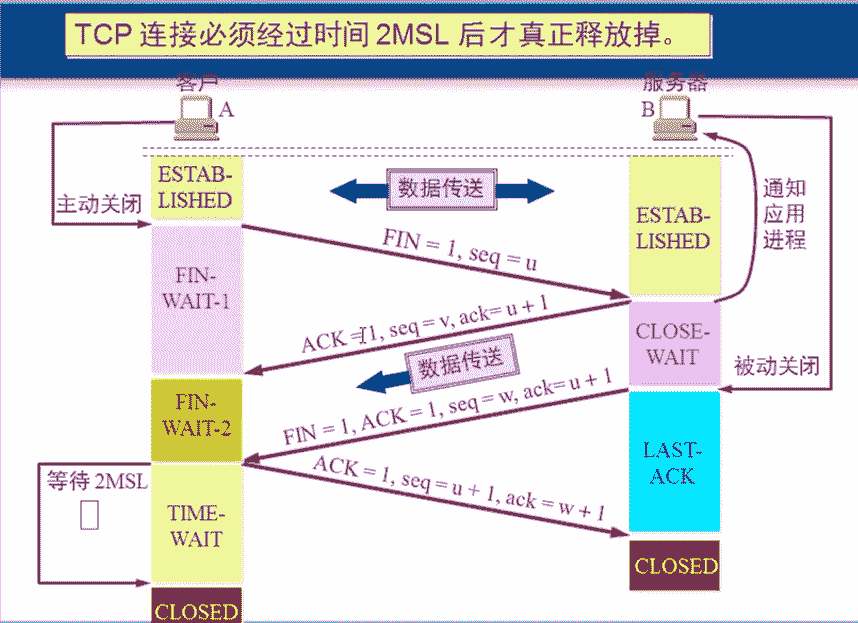 TCP 连接必须经过时间 2MSL 后才真正释放掉。
客户
A
服务器
B
ESTAB-
LISHED
数据传送
主动关闭
ESTAB-
LISHED
通知
应用
进程
FIN = 1, seq = u
FIN-
WAIT-1
ACK = 1, seq = v, ack= u + 1
CLOSE-
WAIT
数据传送
被动关闭
FIN-
WAIT-2
FIN = 1, ACK = 1, seq = w, ack= u + 1
LAST-
ACK
等待 2MSL
ACK = 1, seq = u + 1, ack = w + 1
TIME-
WAIT
CLOSED
CLOSED